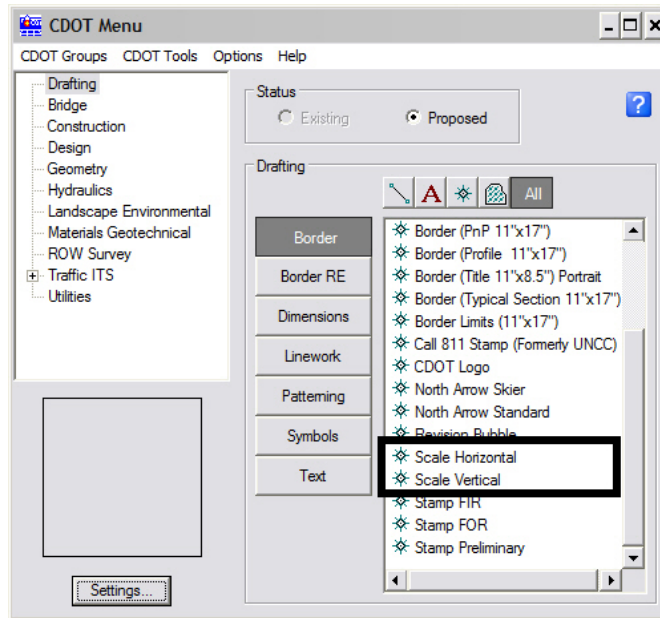 CDOT Menu
CDOT Groups CDOT Tools Options Help
Drafting
Bridge
Construction
Design
Geometry
Hydraulics
Landscape Environmental
Materials Geotechnical
ROW Survey
Traffic ITS
Utilities
Settings...
Status
Existing Proposed
?
Drafting
A All
Border
Border RE
Dimensions
Linework
Patterning
Symbols
Text
Border (PnP 11"x17")
Border (Profile 11"x17")
Border (Title 11"x8.5") Portrait
Border (Typical Section 11"x17")
Border Limits (11"x17")
Call 811 Stamp (Formerly UNCC)
CDOT Logo
North Arrow Skier
North Arrow Standard
Revision Bubble
Scale Horizontal
Scale Vertical
Stamp FIR
Stamp FOR
Stamp Preliminary